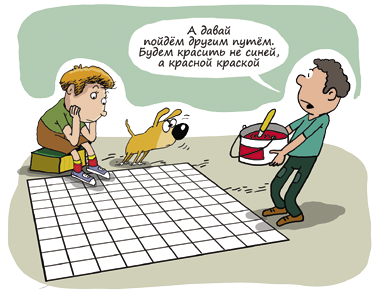 А давай
пойдём другим путём.
Будем красить не синей,
а красной краской